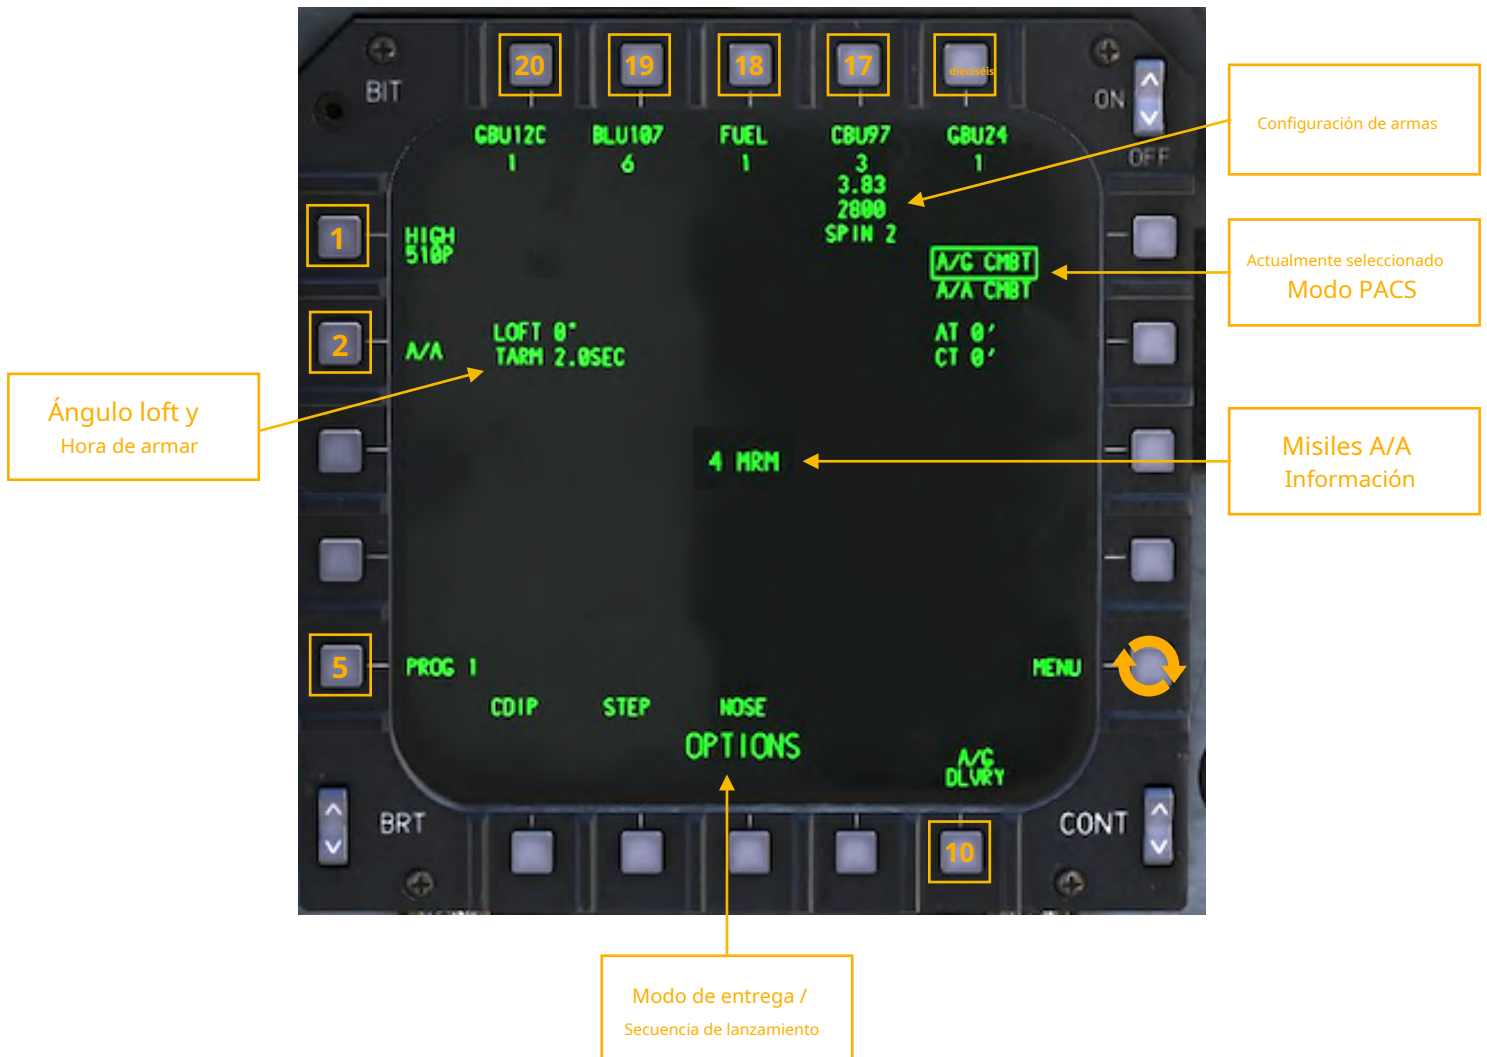 20 19 18 17 dieciséis
BIT
ON
OFF
GBU12C BLU107 FUEL CBU97 GBU24
1 6 1 3 1
3.83
2800
SPIN 2
Configuración de armas
1
HIGH
510P
A/G CMBT
A/A CMBT
Actualmente seleccionado
Modo PACS
2
A/A
LOFT 0°
TARM 2.0SEC
AT 0'
CT 0'
Ángulo loft y
Hora de armar
4 MRM
Misiles A/A
Información
5
PROG 1
MENU
CDIP STEP NOSE
OPTIONS
A/G
DLVRY
BRT
CONT
10
Modo de entrega /
Secuencia de lanzamiento